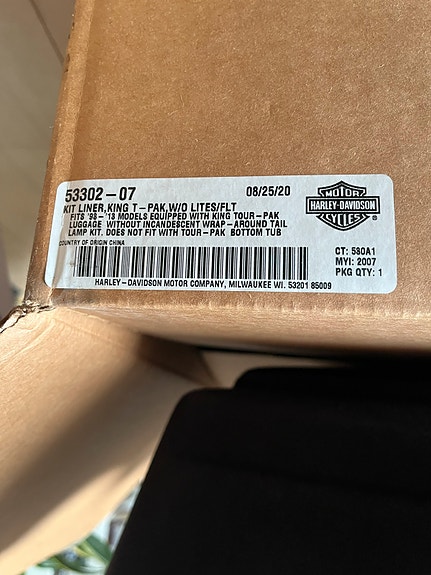 53302-07 08/25/20
KIT LINER,KING T-PAK,W/O LITES/FLT
FITS '98-'13 MODELS EQUIPPED WITH KING TOUR-PAK
LUGGAGE WITHOUT INCANDESCENT WRAP-AROUND TAIL
LAMP KIT. DOES NOT FIT WITH TOUR-PAK BOTTOM TUB
COUNTRY OF ORIGIN CHINA
MOTOR
HARLEY-DAVIDSON
CYCLES
CT: 580A1
MYI: 2007
PKG QTY: 1
HARLEY-DAVIDSON MOTOR COMPANY, MILWAUKEE WI. 53201 85009